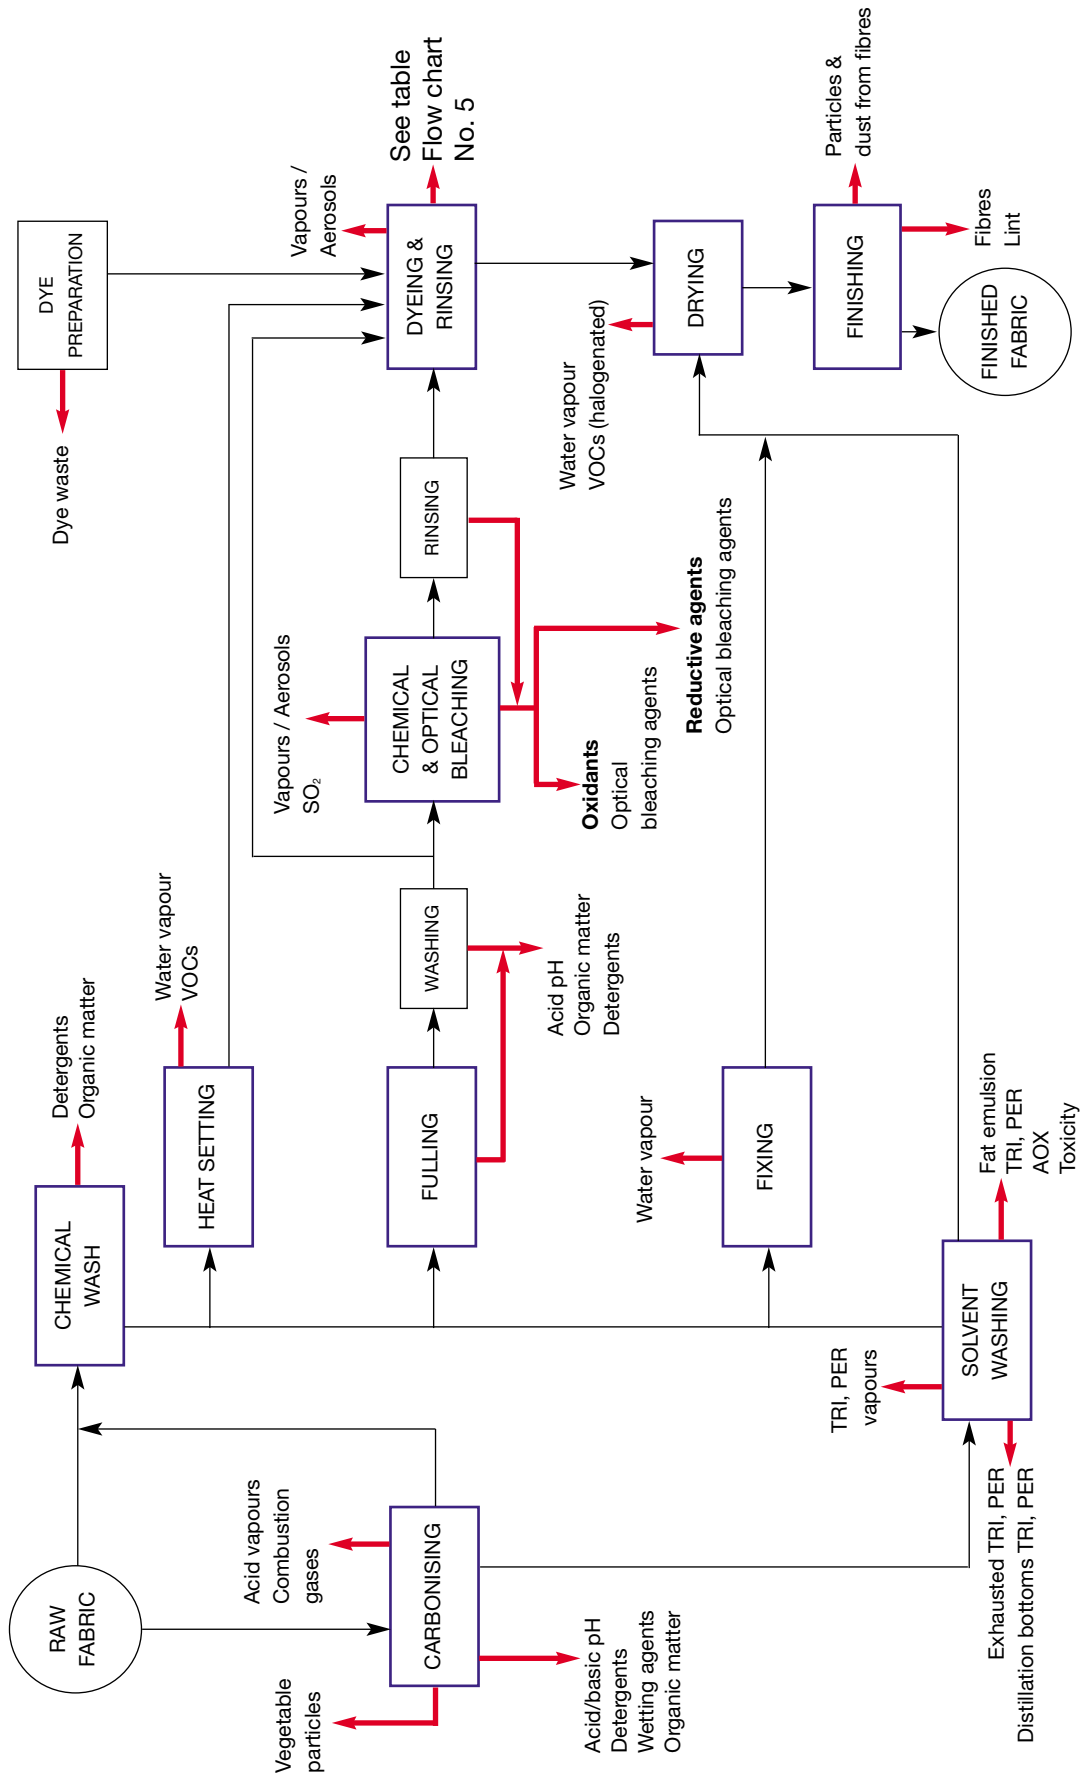 RAW
FABRIC
Vegetable
particles
Acid vapours
Combustion
gases
CARBONISING
Acid/basic pH
Detergents
Wetting agents
Organic matter
CHEMICAL
WASH
Detergents
Organic matter
HEAT SETTING
Water vapour
VOCs
FULLING
WASHING
Acid pH
Organic matter
Detergents
FIXING
Water vapour
SOLVENT
WASHING
TRI, PER
vapours
Exhausted TRI, PER
Distillation bottoms TRI, PER
Fat emulsion
TRI, PER
AOX
Toxicity
Vapours / Aerosols
SO₂
CHEMICAL
& OPTICAL
BLEACHING
Oxidants
Optical
bleaching agents
Reductive agents
Optical bleaching agents
RINSING
Dye waste
DYE
PREPARATION
Vapours /
Aerosols
DYEING &
RINSING
See table
Flow chart
No. 5
Water vapour
VOCs (halogenated)
DRYING
FINISHING
Particles &
dust from fibres
Fibres
Lint
FINISHED
FABRIC